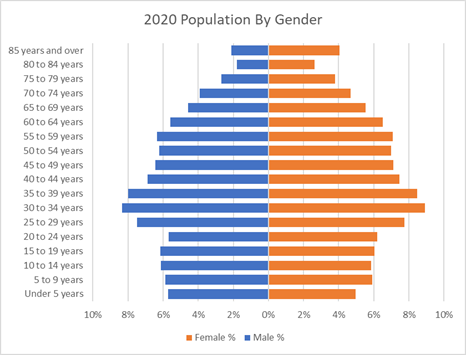 2020 Population By Gender
85 years and over
80 to 84 years
75 to 79 years
70 to 74 years
65 to 69 years
60 to 64 years
55 to 59 years
50 to 54 years
45 to 49 years
40 to 44 years
35 to 39 years
30 to 34 years
25 to 29 years
20 to 24 years
15 to 19 years
10 to 14 years
5 to 9 years
Under 5 years
10% 8% 6% 4% 2% 0% 2% 4% 6% 8% 10%
Female % Male %